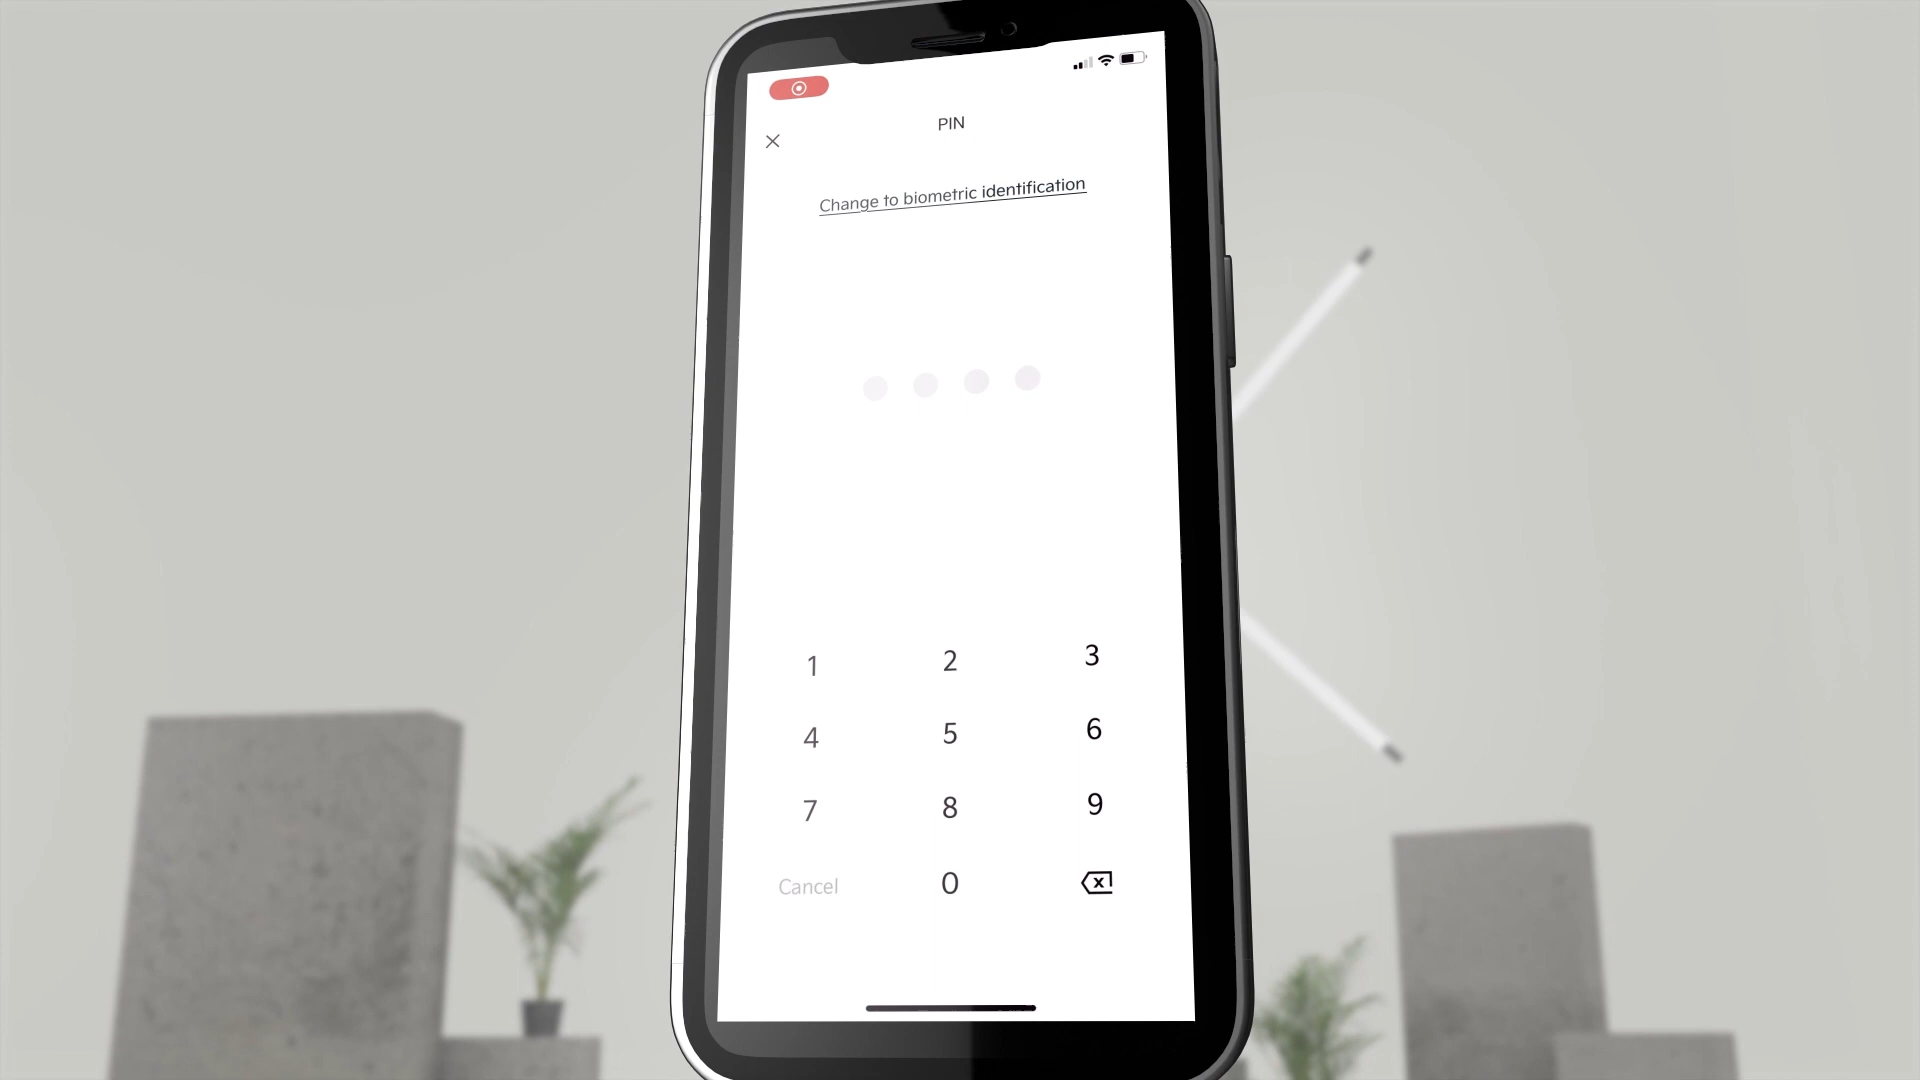 PIN
Change to biometric identification
1 2 3
4 5 6
7 8 9
Cancel 0